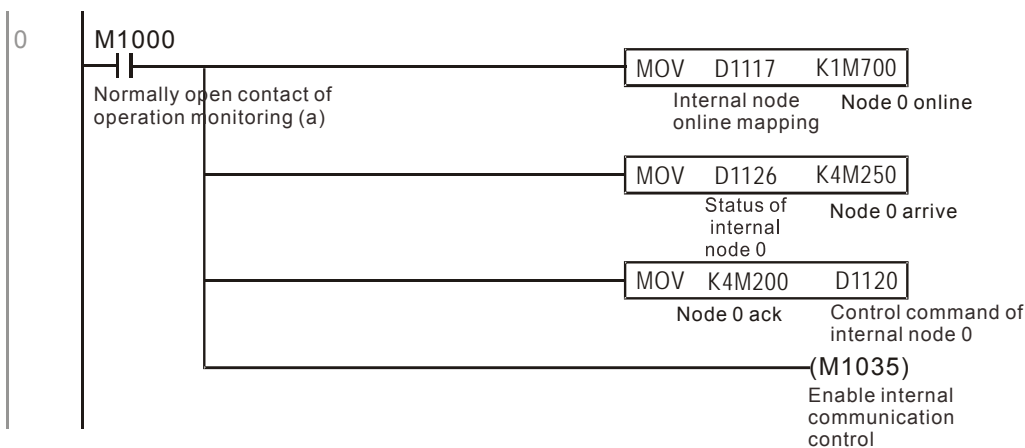 0
M1000
Normally open contact of
operation monitoring (a)
MOV D1117 K1M700
Internal node
online mapping
Node 0 online
MOV D1126 K4M250
Status of
internal
node 0
Node 0 arrive
MOV K4M200 D1120
Node 0 ack
Control command of
internal node 0
(M1035)
Enable internal
communication
control